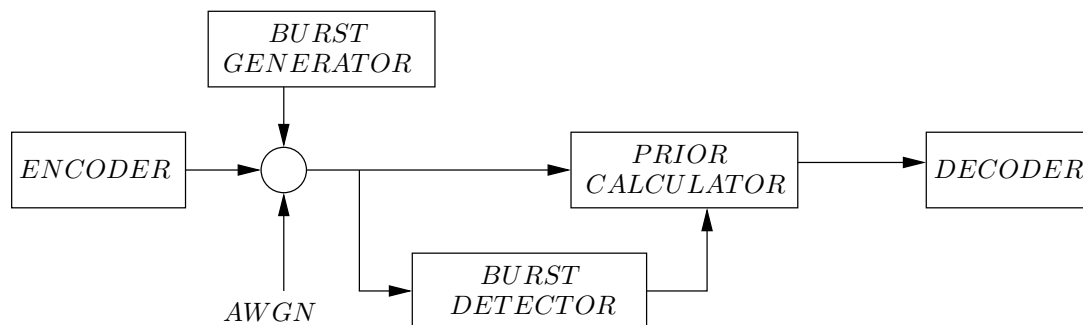 BURST
GENERATOR
ENCODER
PRIOR
CALCULATOR
DECODER
BURST
DETECTOR
AWGN